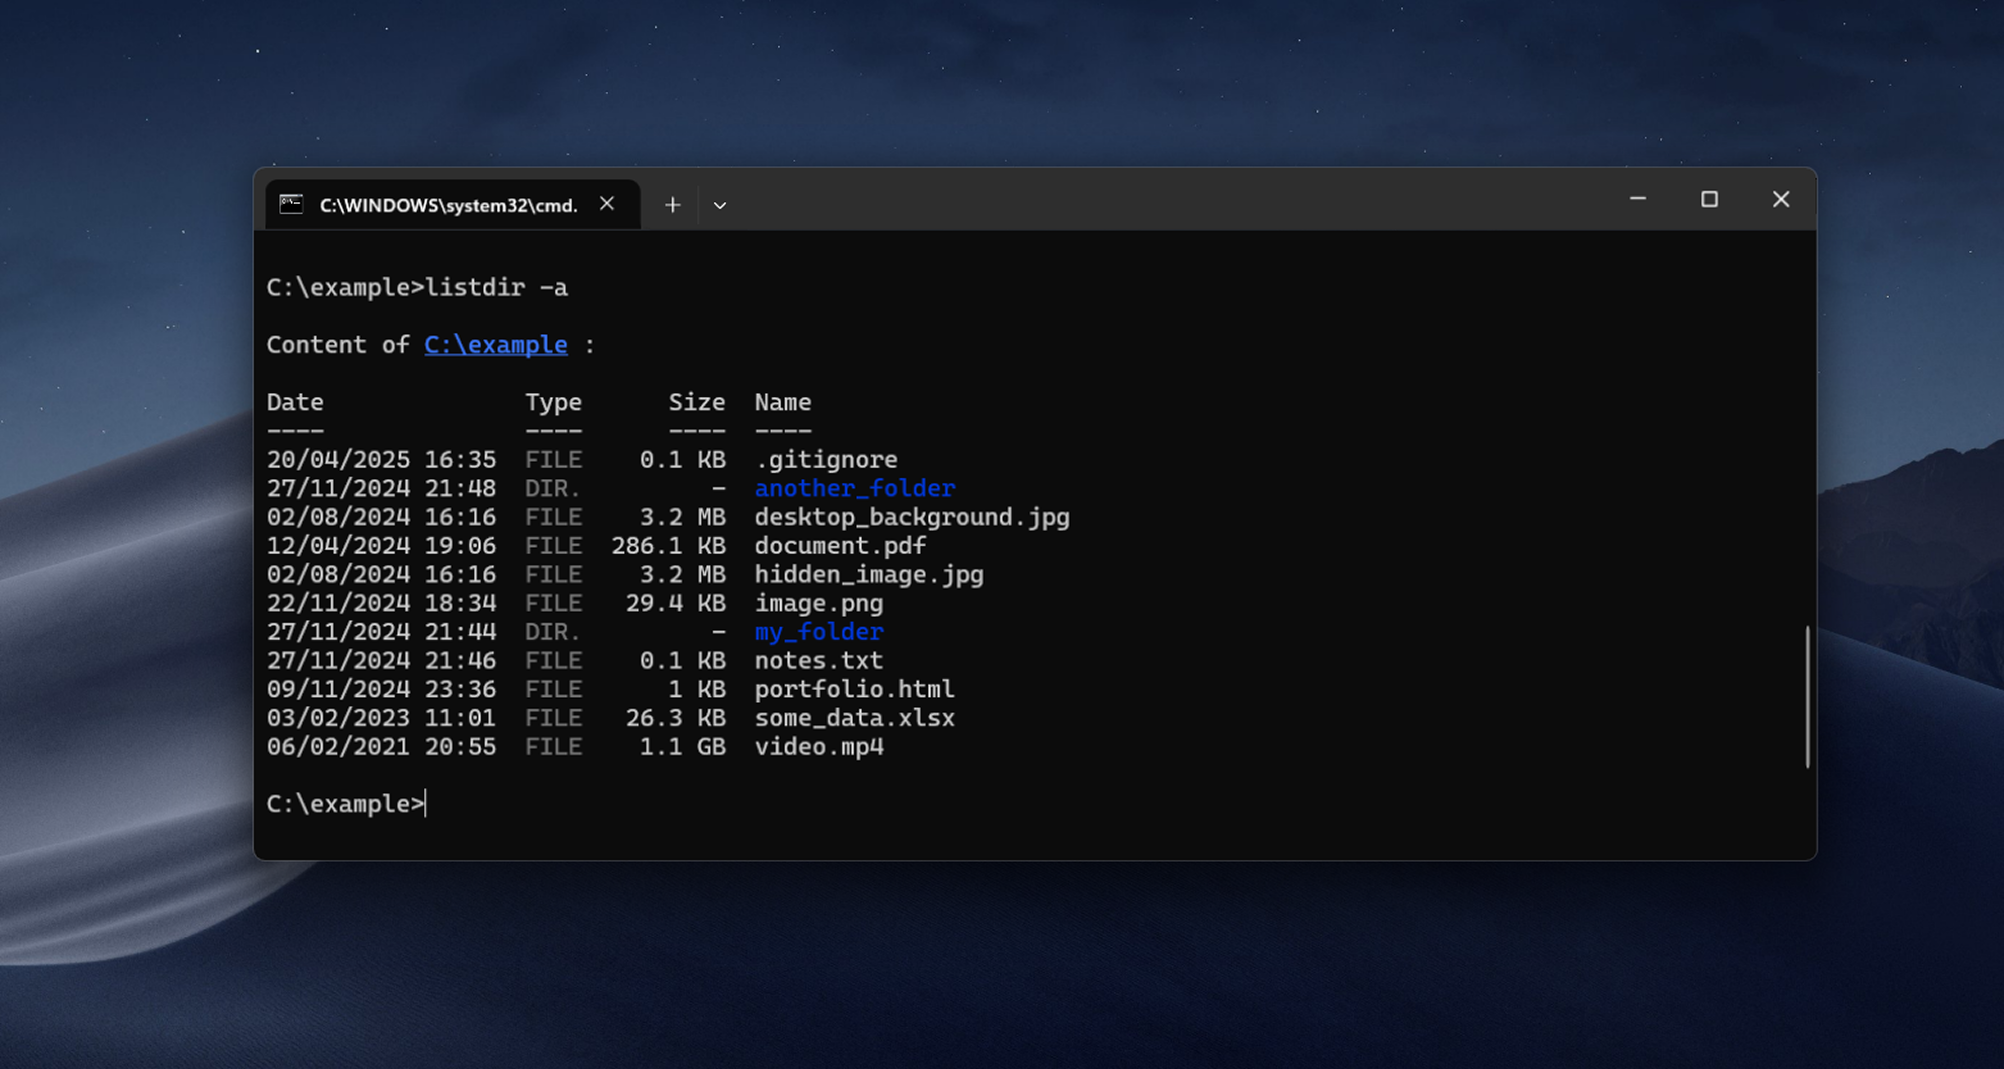 C:\WINDOWS\system32\cmd.
C:\example>listdir -a
Content of C:\example :
Date              Type      Size  Name
----              ----      ----  ----
20/04/2025 16:35  FILE    0.1 KB  .gitignore
27/11/2024 21:48  DIR.         -  another_folder
02/08/2024 16:16  FILE    3.2 MB  desktop_background.jpg
12/04/2024 19:06  FILE  286.1 KB  document.pdf
02/08/2024 16:16  FILE    3.2 MB  hidden_image.jpg
22/11/2024 18:34  FILE   29.4 KB  image.png
27/11/2024 21:44  DIR.         -  my_folder
27/11/2024 21:46  FILE    0.1 KB  notes.txt
09/11/2024 23:36  FILE      1 KB  portfolio.html
03/02/2023 11:01  FILE   26.3 KB  some_data.xlsx
06/02/2021 20:55  FILE    1.1 GB  video.mp4
C:\example>